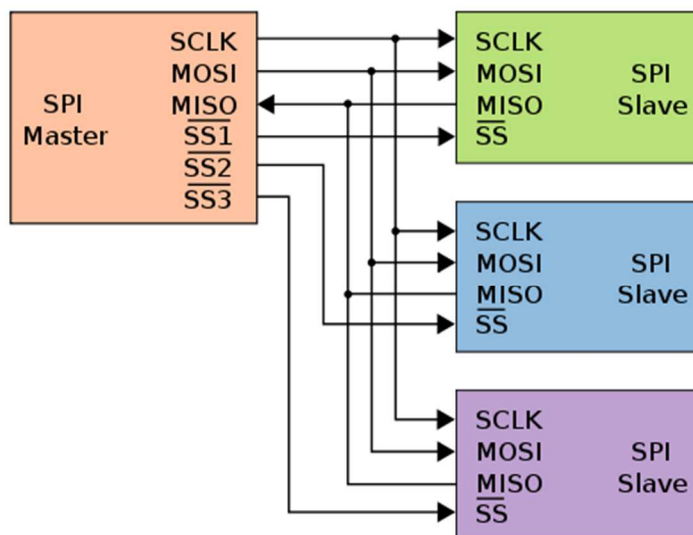 SCLK
MOSI
MISO
SS1
SS2
SS3
SPI
Master
SCLK
MOSI
MISO
SS
SPI
Slave
SCLK
MOSI
MISO
SS
SPI
Slave
SCLK
MOSI
MISO
SS
SPI
Slave